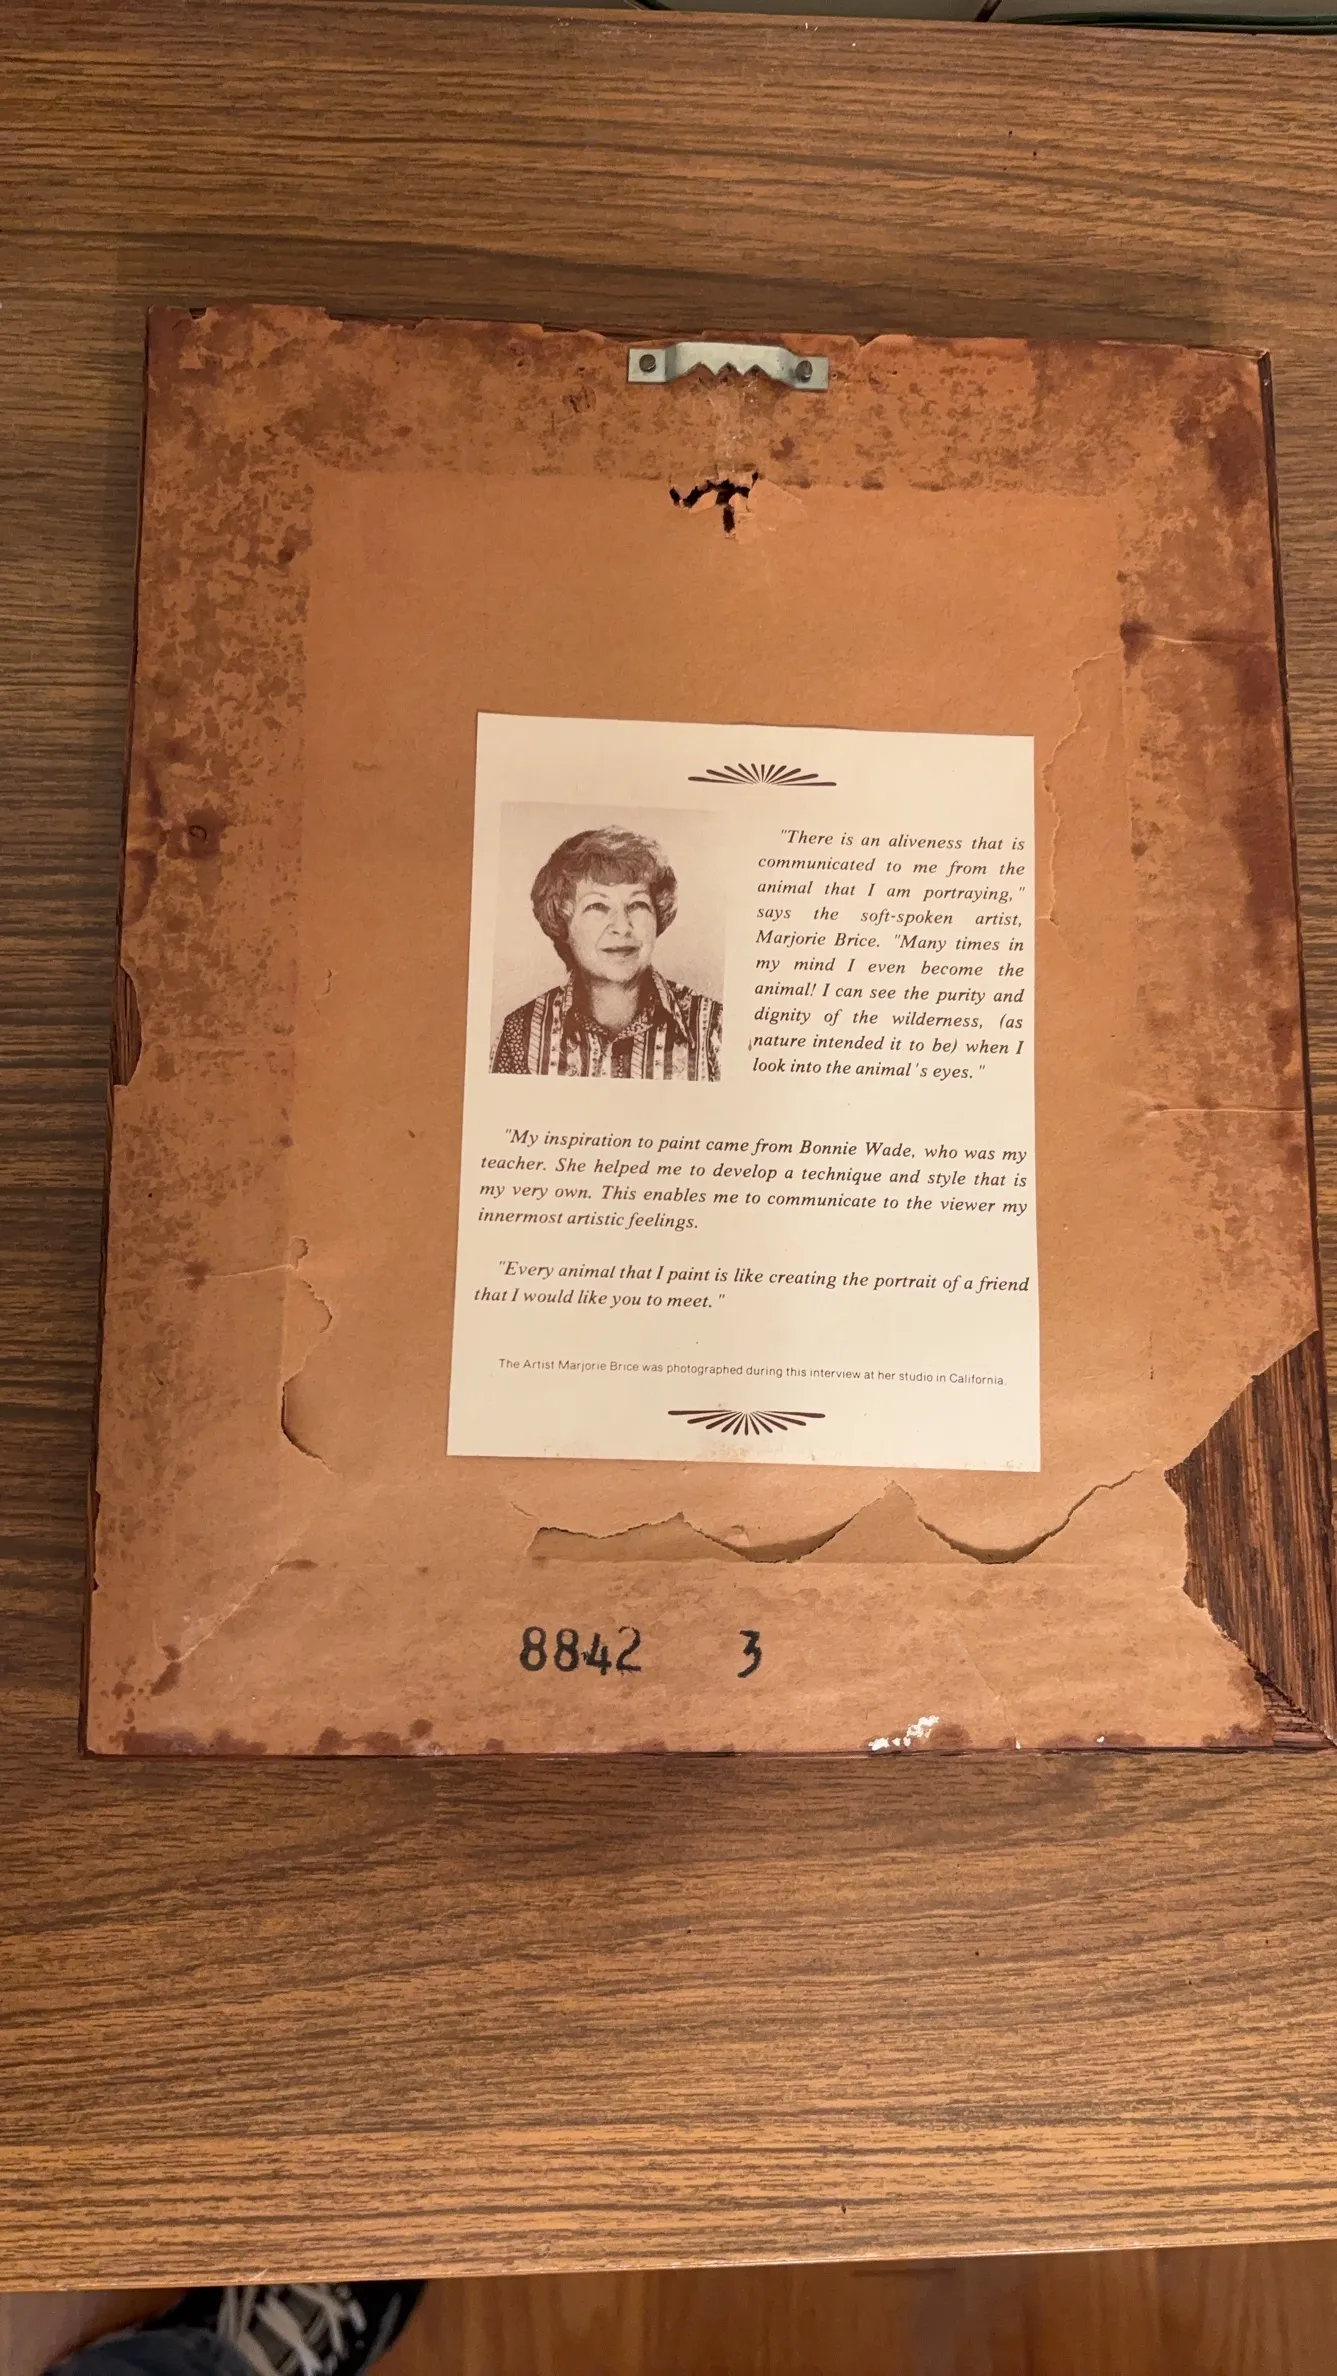 "There is an aliveness that is
communicated to me from the
animal that I am portraying,"
says the soft-spoken artist,
Marjorie Brice. "Many times in
my mind I even become the
animal! I can see the purity and
dignity of the wilderness, (as
nature intended it to be) when I
look into the animal's eyes."
"My inspiration to paint came from Bonnie Wade, who was my
teacher. She helped me to develop a technique and style that is
my very own. This enables me to communicate to the viewer my
innermost artistic feelings.
"Every animal that I paint is like creating the portrait of a friend
that I would like you to meet."
The Artist Marjorie Brice was photographed during this interview at her studio in California.
8842 3